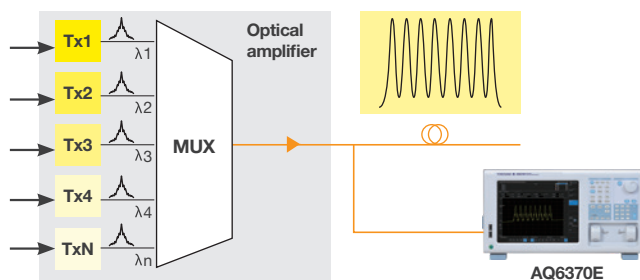 Tx1
λ1
Tx2
λ2
Tx3
λ3
Tx4
λ4
TxN
λn
MUX
Optical
amplifier
AQ6370E